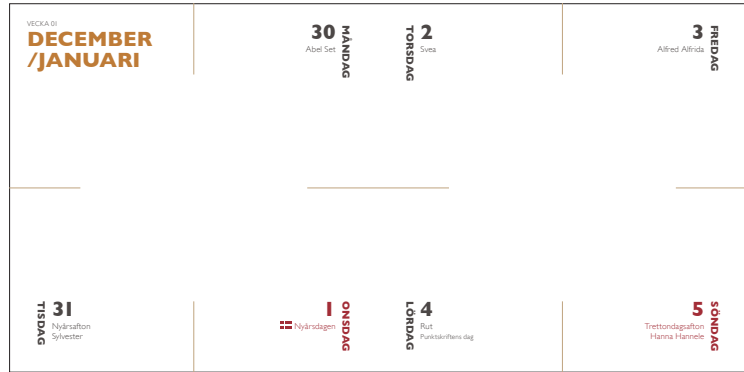 VECKA 01
DECEMBER
/JANUARI
30
MÅNDAG
Abel Set
TISDAG
31
Nyårsafton
Sylvester
1
ONSDAG
Nyårsdagen
TORSDAG
2
Svea
3
FREDAG
Alfred Alfrida
LÖRDAG
4
Rut
Punktskriftens dag
5
SÖNDAG
Trettondagsafton
Hanna Hannele